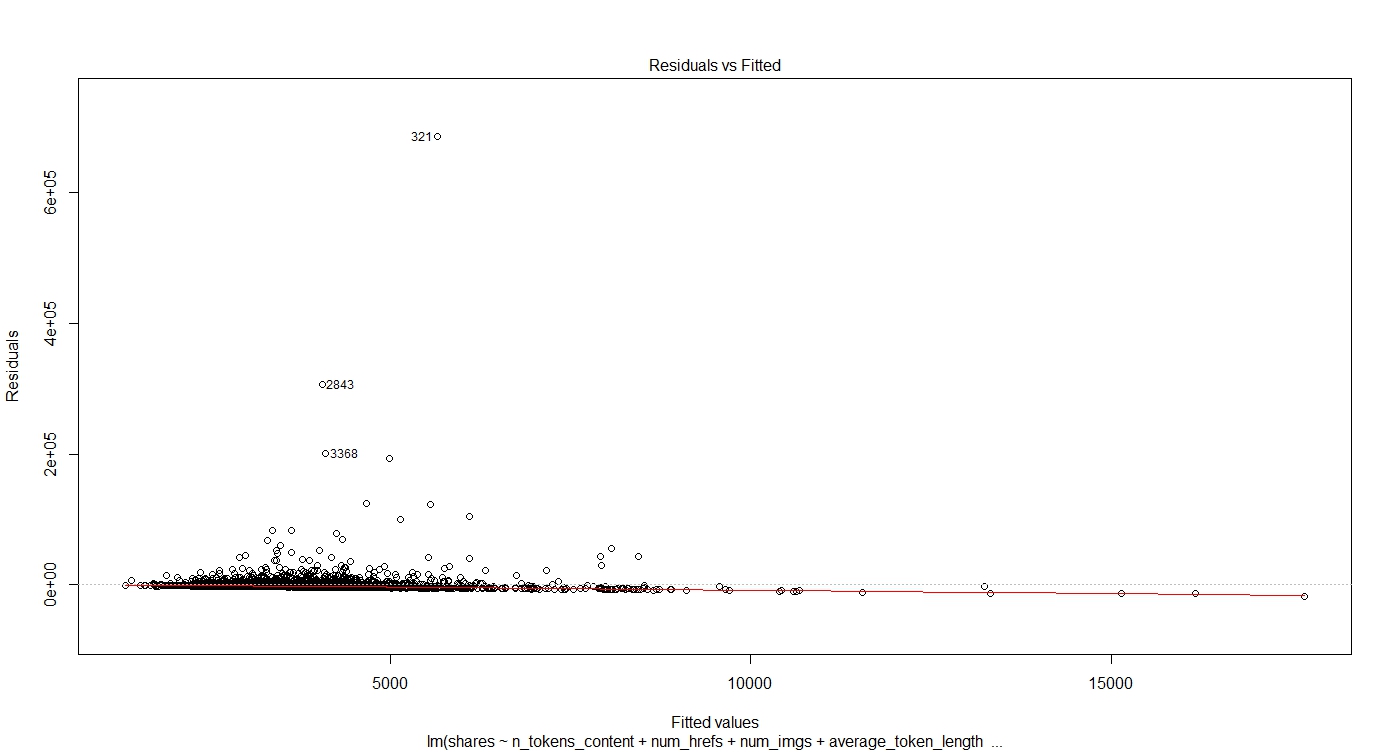 Residuals vs Fitted
321
6e+05
4e+05
2843
2e+05
3368
0e+00
Residuals
5000
10000
15000
Fitted values
lm(shares ~ n_tokens_content + num_hrefs + num_imgs + average_token_length ...